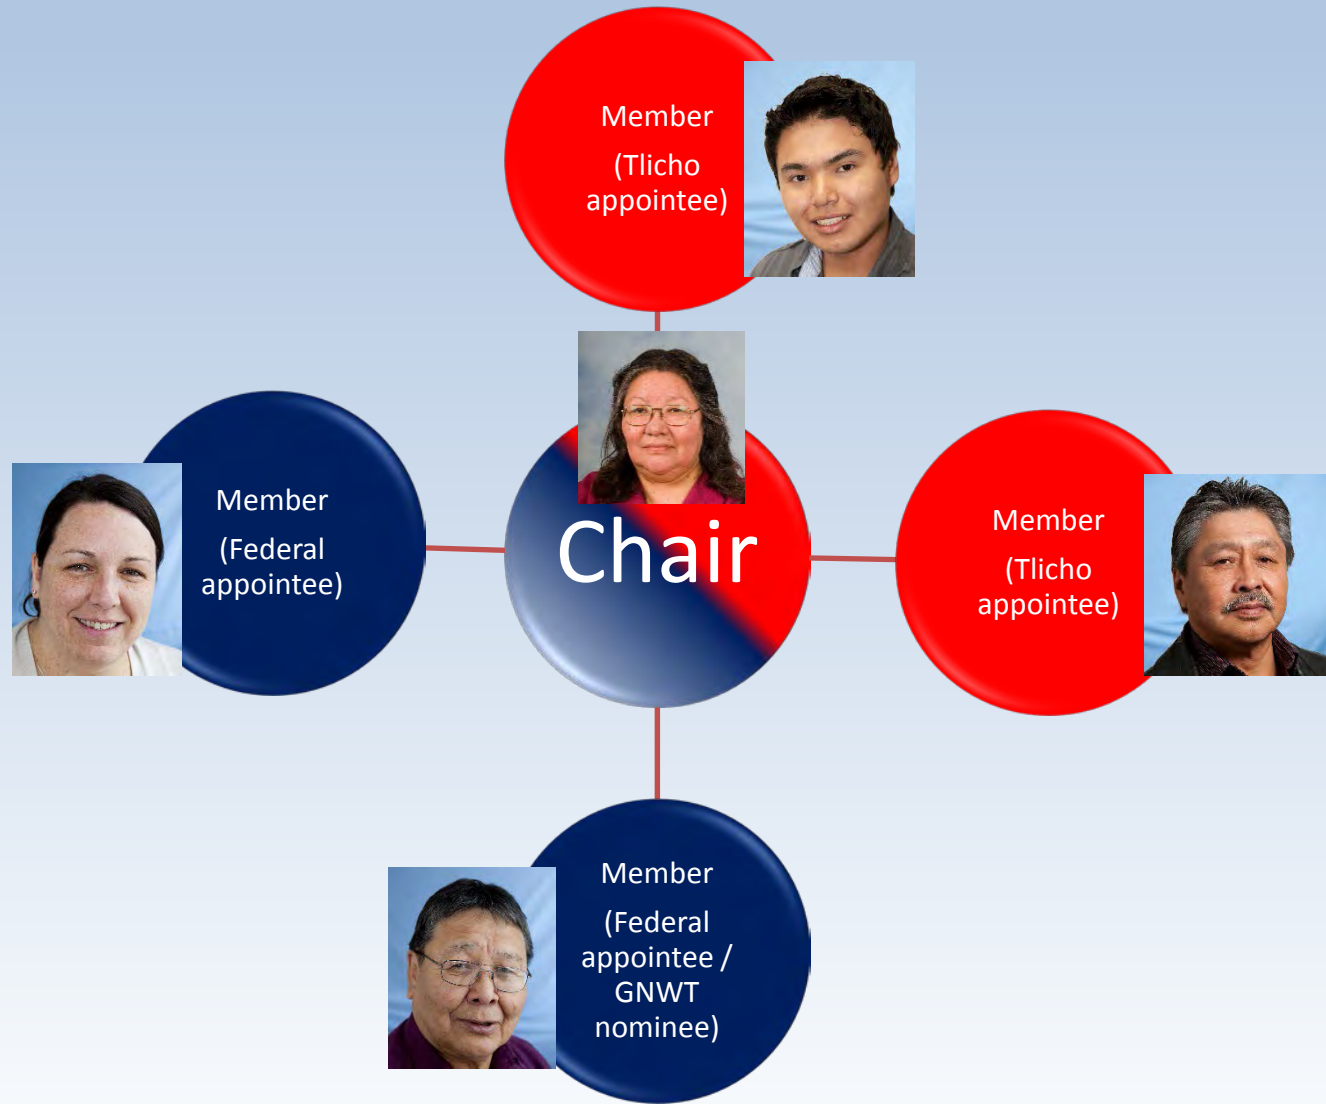 Member
(Tlicho
appointee)
Member
(Federal
appointee)
Chair
Member
(Tlicho
appointee)
Member
(Federal
appointee /
GNWT
nominee)